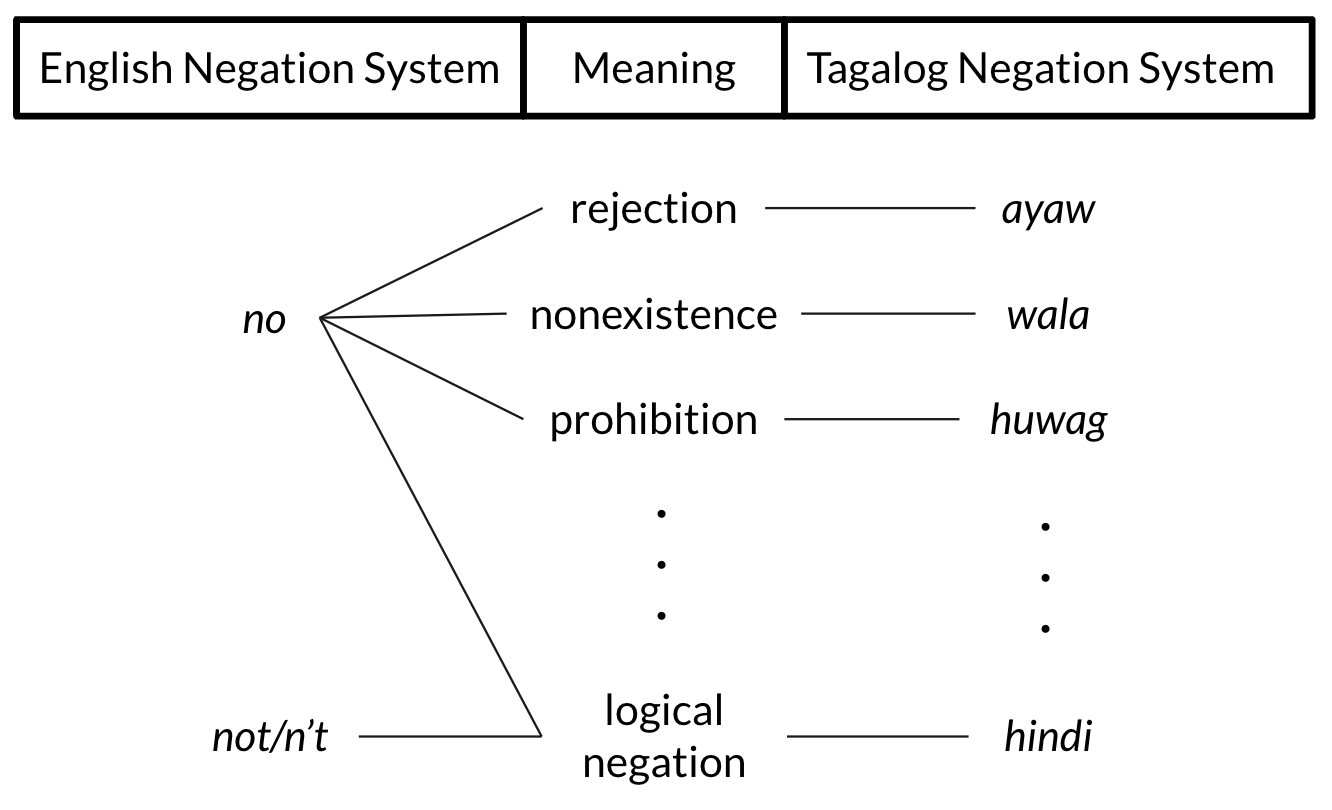 English Negation System Meaning Tagalog Negation System
rejection ayaw
no nonexistence wala
prohibition huwag
logical
not/n’t negation hindi